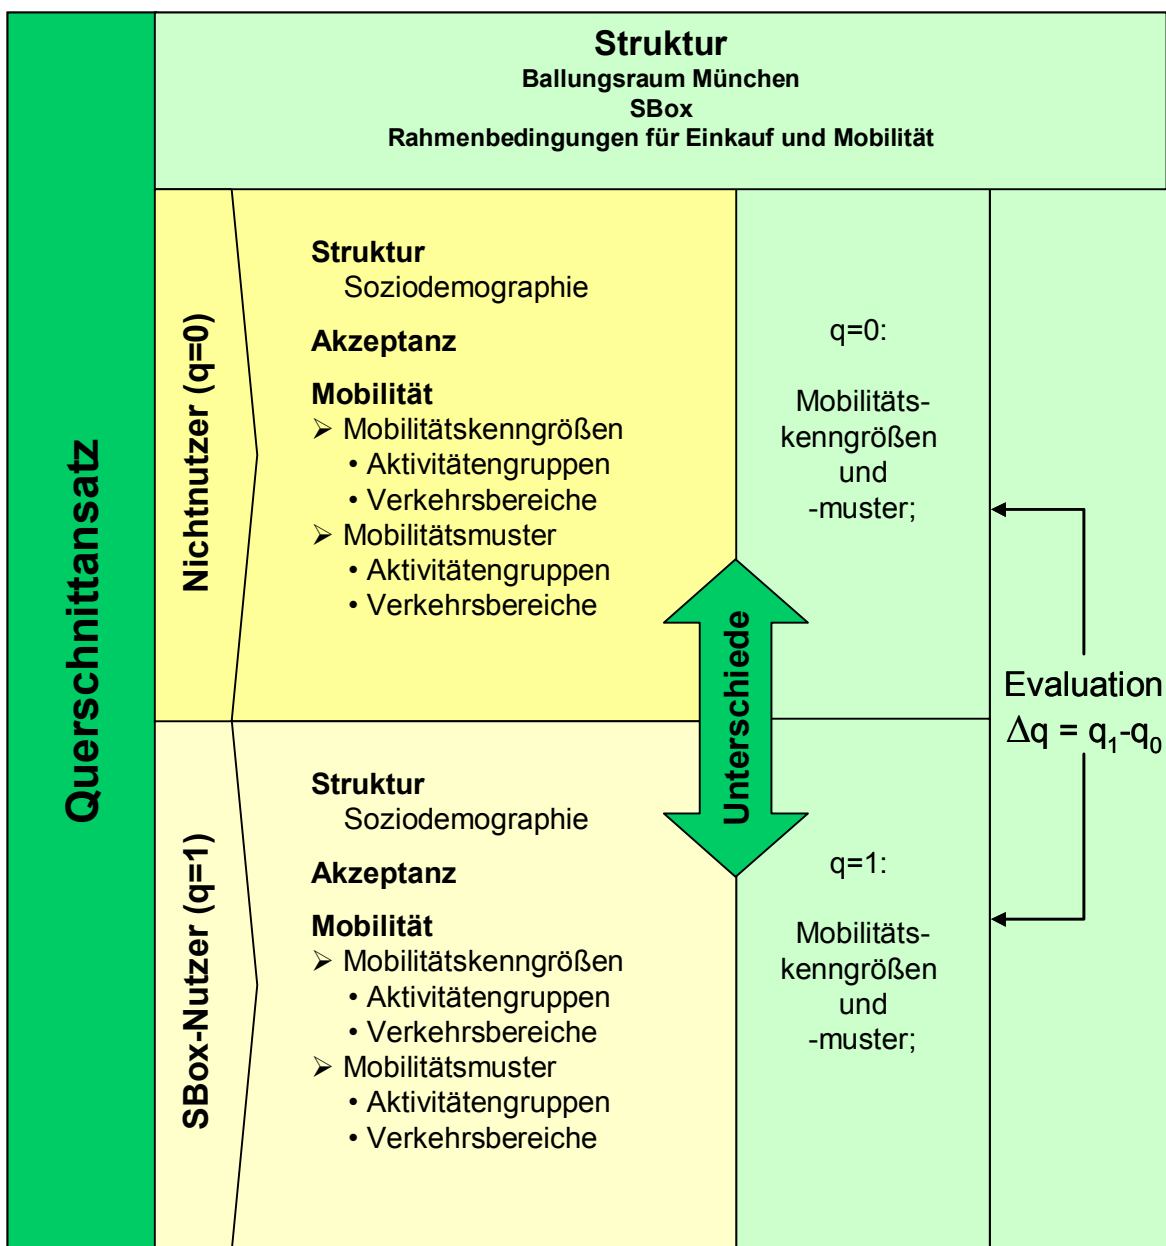 Querschnittansatz
Struktur
Ballungsraum München
SBox
Rahmenbedingungen für Einkauf und Mobilität
Nichtnutzer (q=0)
Struktur
Soziodemographie
Akzeptanz
Mobilität
➢ Mobilitätskenngrößen
• Aktivitätengruppen
• Verkehrsbereiche
➢ Mobilitätsmuster
• Aktivitätengruppen
• Verkehrsbereiche
q=0:
Mobilitäts-
kenngrößen
und
-muster;
Unterschiede
Evaluation
Δq = q₁-q₀
SBox-Nutzer (q=1)
Struktur
Soziodemographie
Akzeptanz
Mobilität
➢ Mobilitätskenngrößen
• Aktivitätengruppen
• Verkehrsbereiche
➢ Mobilitätsmuster
• Aktivitätengruppen
• Verkehrsbereiche
q=1:
Mobilitäts-
kenngrößen
und
-muster;